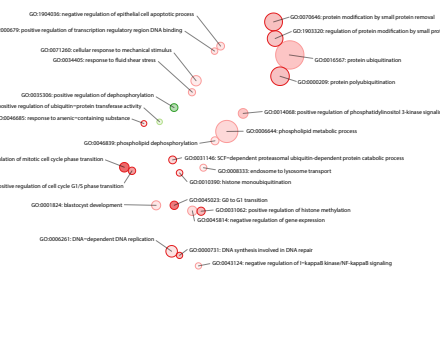 GO:1904036: negative regulation of epithelial cell apoptotic process
GO:0070646: protein modification by small protein removal
000679: positive regulation of transcription regulatory region DNA binding
GO:1903320: regulation of protein modification by small prot
GO:0071260: cellular response to mechanical stimulus
GO:0034405: response to fluid shear stress
GO:0016567: protein ubiquitination
GO:0000209: protein polyubiquitination
GO:0035306: positive regulation of dephosphorylation
ositive regulation of ubiquitin−protein transferase activity
GO:0014068: positive regulation of phosphatidylinositol 3−kinase signali
GO:0046685: response to arsenic−containing substance
GO:0006644: phospholipid metabolic process
GO:0046839: phospholipid dephosphorylation
ulation of mitotic cell cycle phase transition
GO:0031146: SCF−dependent proteasomal ubiquitin−dependent protein catabolic process
GO:0008333: endosome to lysosome transport
GO:0010390: histone monoubiquitination
ositive regulation of cell cycle G1/S phase transition
GO:0001824: blastocyst development
GO:0045023: G0 to G1 transition
GO:0031062: positive regulation of histone methylation
GO:0045814: negative regulation of gene expression
GO:0006261: DNA−dependent DNA replication
GO:0000731: DNA synthesis involved in DNA repair
GO:0043124: negative regulation of I−kappaB kinase/NF−kappaB signaling